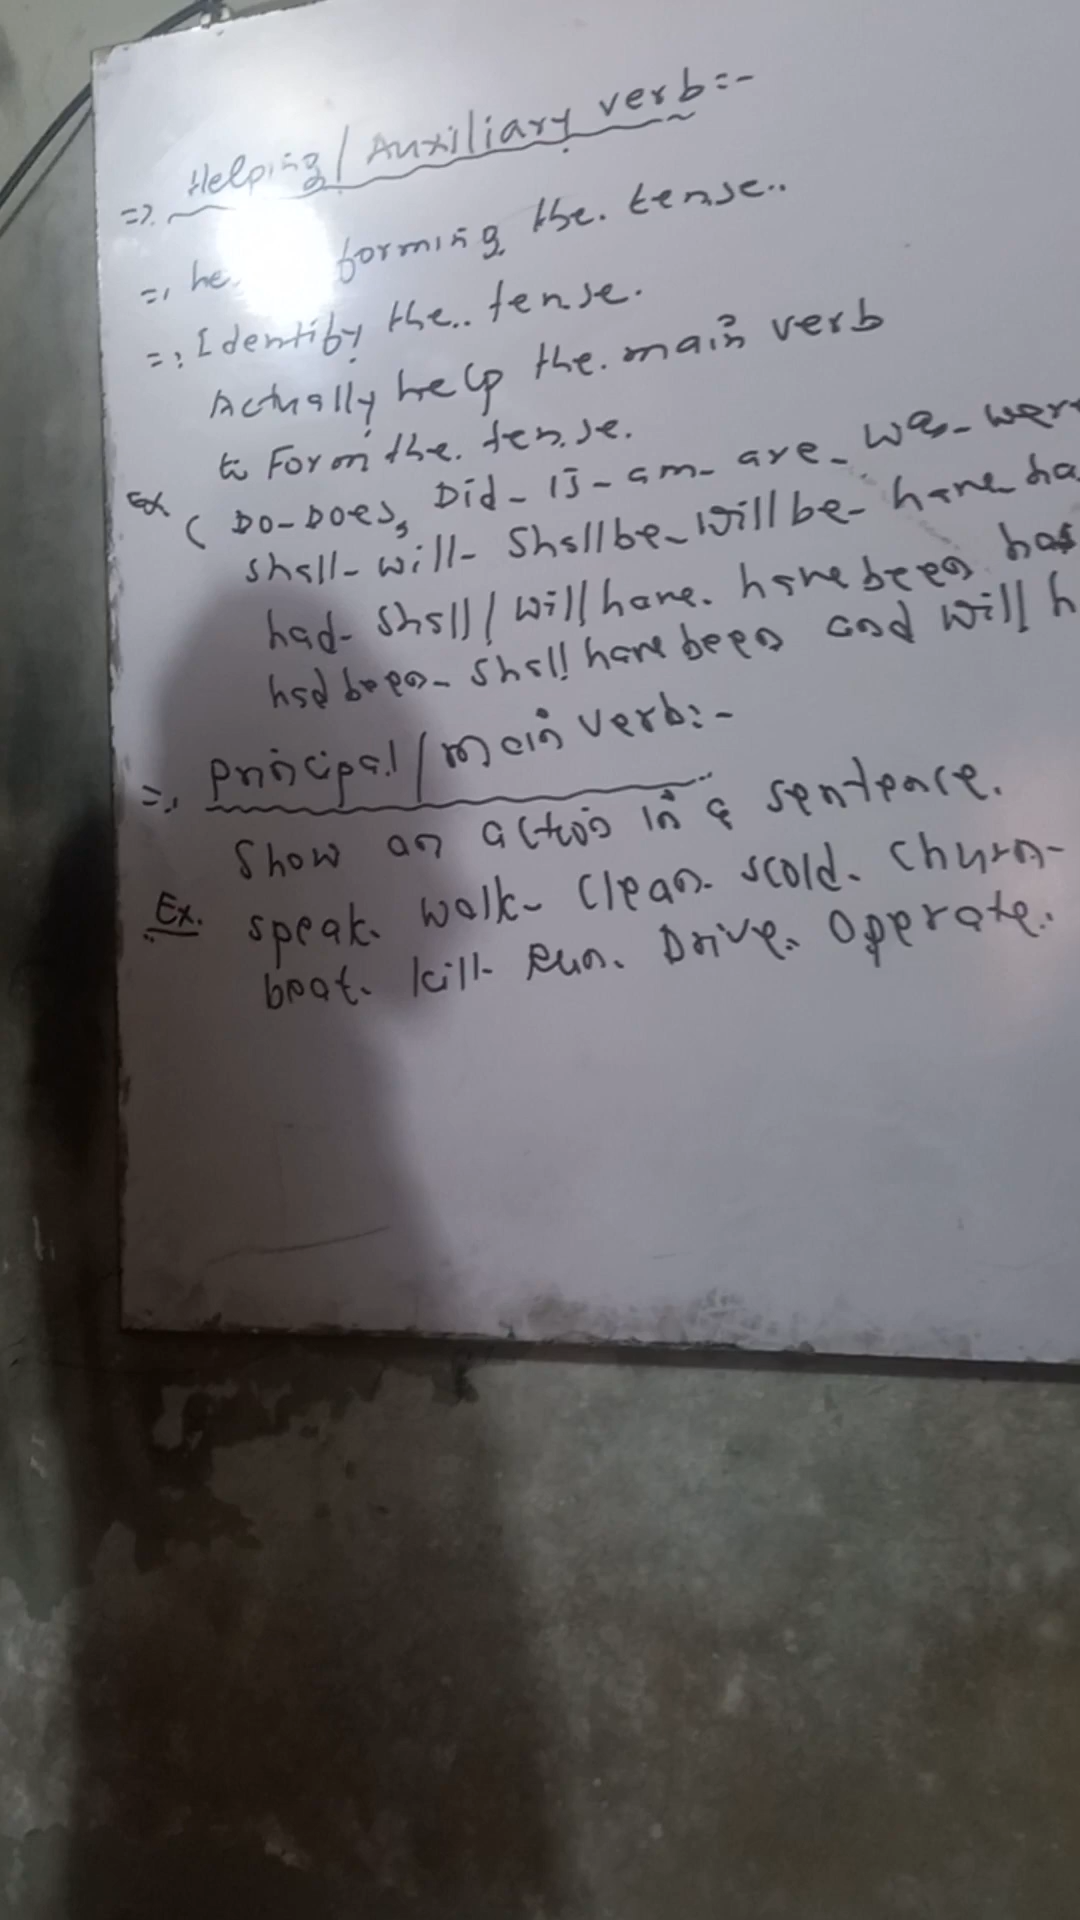 => Helping/Auxiliary verb:-
=> forming the. tense..
=> Identify the.. tense.
Actually help the. main verb
to Form the. tense.
Ex ( Do-Does, Did-is-am-are-was-were
shall-will-shall be-will be-have
had-shall/will have. have been has
had been-shall have been and will
=> principal/main verb:-
Show an action in a sentence.
Ex. speak. walk-clean. scold. churn-
beat. kill-Run. Drive. operate.